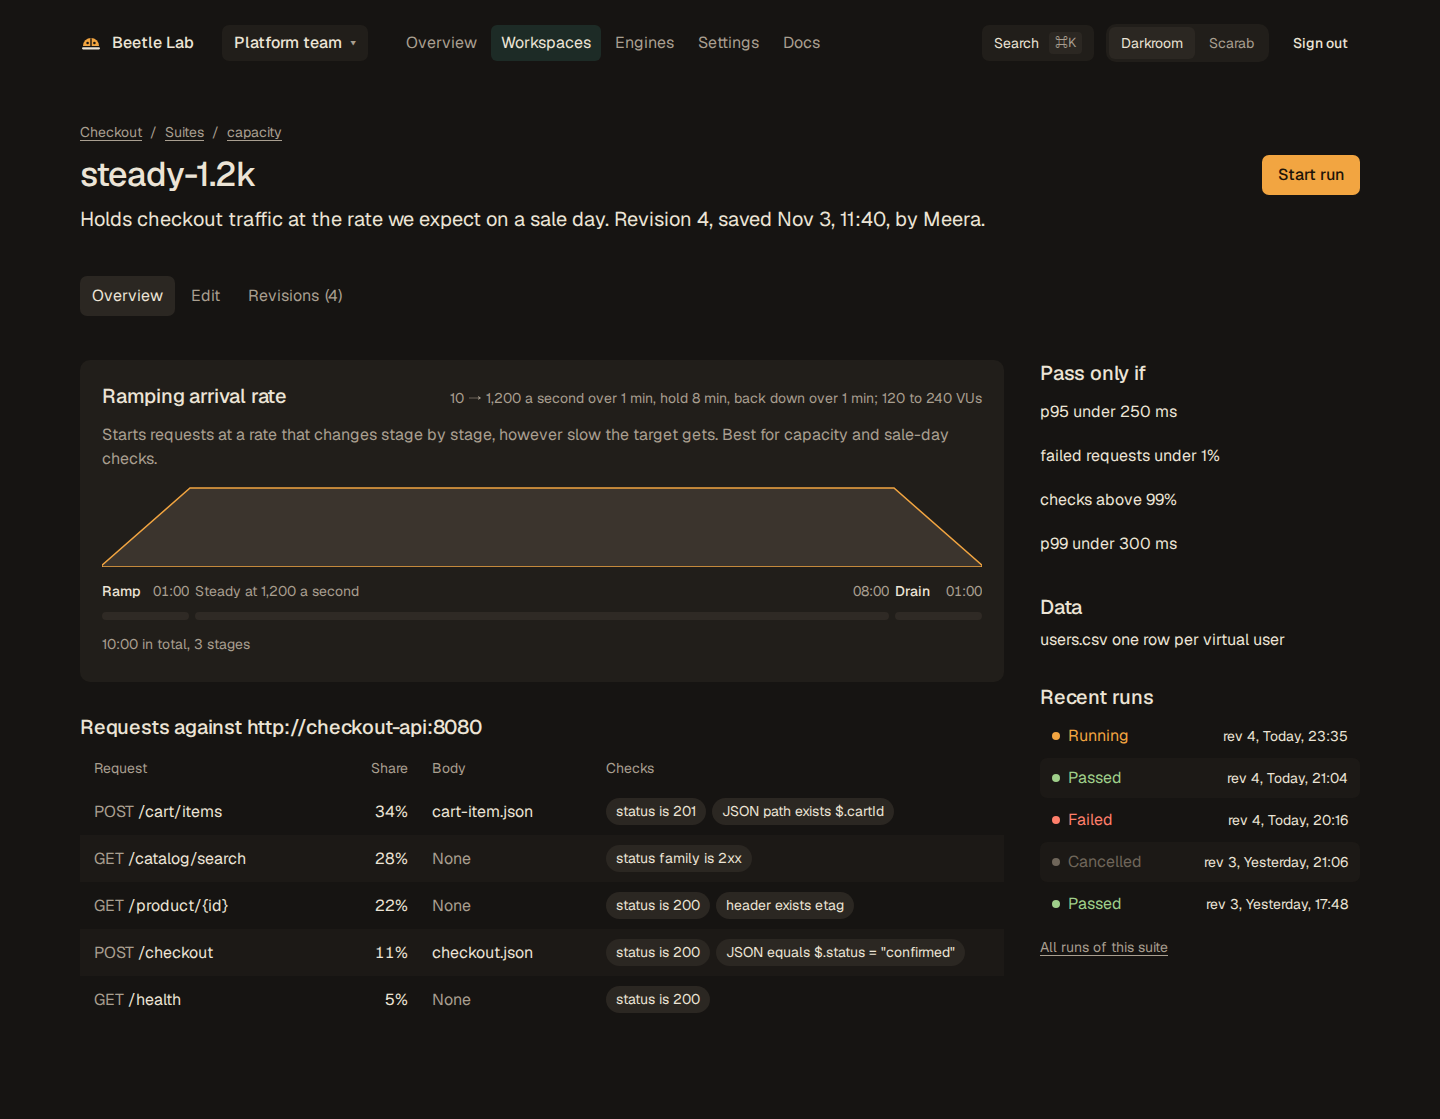 Beetle Lab Platform team Overview Workspaces Engines Settings Docs Search ⌘K Darkroom Scarab Sign out
Checkout / Suites / capacity
steady-1.2k
Start run
Holds checkout traffic at the rate we expect on a sale day. Revision 4, saved Nov 3, 11:40, by Meera.
Overview Edit Revisions (4)
Ramping arrival rate
10 → 1,200 a second over 1 min, hold 8 min, back down over 1 min; 120 to 240 VUs
Starts requests at a rate that changes stage by stage, however slow the target gets. Best for capacity and sale-day
checks.
Ramp 01:00 Steady at 1,200 a second 08:00 Drain 01:00
10:00 in total, 3 stages
Requests against http://checkout-api:8080
Request Share Body Checks
POST /cart/items 34% cart-item.json status is 201 JSON path exists $.cartId
GET /catalog/search 28% None status family is 2xx
GET /product/{id} 22% None status is 200 header exists etag
POST /checkout 11% checkout.json status is 200 JSON equals $.status = "confirmed"
GET /health 5% None status is 200
Pass only if
p95 under 250 ms
failed requests under 1%
checks above 99%
p99 under 300 ms
Data
users.csv one row per virtual user
Recent runs
Running rev 4, Today, 23:35
Passed rev 4, Today, 21:04
Failed rev 4, Today, 20:16
Cancelled rev 3, Yesterday, 21:06
Passed rev 3, Yesterday, 17:48
All runs of this suite